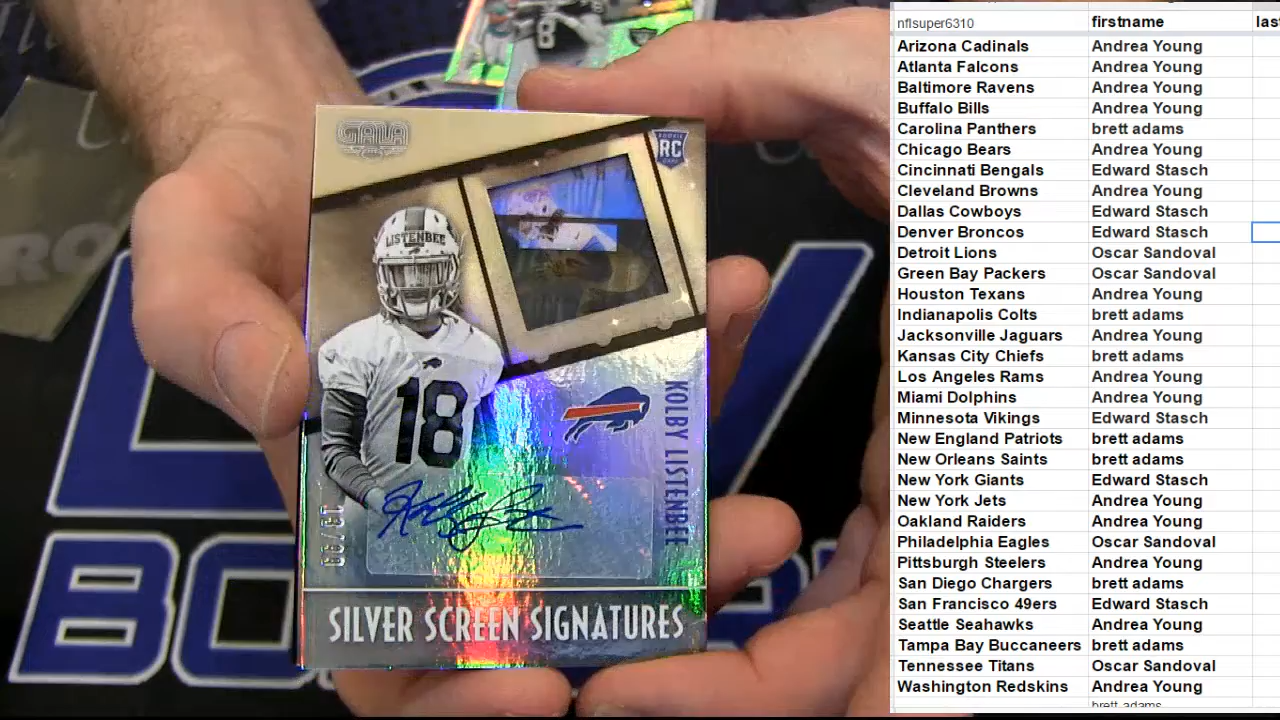 GALA
ROOKIE
RC
LISTENBEE
18
KOLBY LISTENBEE
SILVER SCREEN SIGNATURES
8
BO
nflsuper6310 firstname las
Arizona Cadinals Andrea Young
Atlanta Falcons Andrea Young
Baltimore Ravens Andrea Young
Buffalo Bills Andrea Young
Carolina Panthers brett adams
Chicago Bears Andrea Young
Cincinnati Bengals Edward Stasch
Cleveland Browns Andrea Young
Dallas Cowboys Edward Stasch
Denver Broncos Edward Stasch
Detroit Lions Oscar Sandoval
Green Bay Packers Oscar Sandoval
Houston Texans Andrea Young
Indianapolis Colts brett adams
Jacksonville Jaguars Andrea Young
Kansas City Chiefs brett adams
Los Angeles Rams Andrea Young
Miami Dolphins Andrea Young
Minnesota Vikings Edward Stasch
New England Patriots brett adams
New Orleans Saints brett adams
New York Giants Edward Stasch
New York Jets Andrea Young
Oakland Raiders Andrea Young
Philadelphia Eagles Oscar Sandoval
Pittsburgh Steelers Andrea Young
San Diego Chargers brett adams
San Francisco 49ers Edward Stasch
Seattle Seahawks Andrea Young
Tampa Bay Buccaneers brett adams
Tennessee Titans Oscar Sandoval
Washington Redskins Andrea Young
brett adams